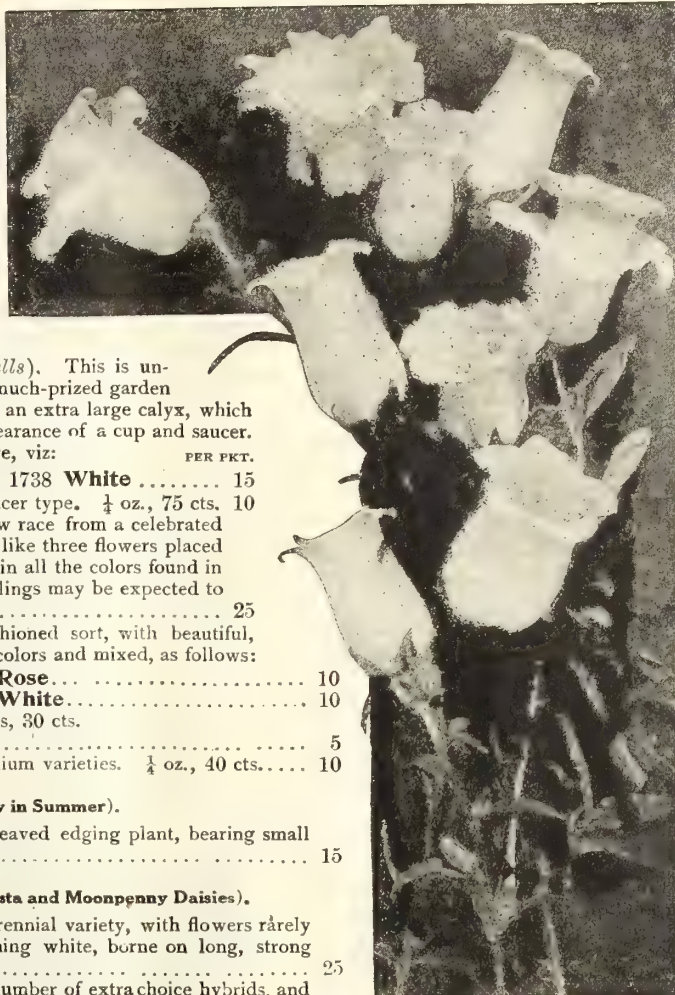 lls). This is un-
much-prized garden
an extra large calyx, which
earance of a cup and saucer.
e, viz: PER PKT.
1738 White ........ 15
cer type. ¼ oz., 75 cts. 10
w race from a celebrated
like three flowers placed
in all the colors found in
lings may be expected to
........................ 25
hioned sort, with beautiful,
colors and mixed, as follows:
Rose... ...................... 10
White........................ 10
s, 30 cts.
........................ ..... 5
ium varieties. ¼ oz., 40 cts..... 10
y in Summer).
eaved edging plant, bearing small
........................ ........ 15
sta and Moonpenny Daisies).
rennial variety, with flowers rarely
ning white, borne on long, strong
............... ....... ........ 25
umber of extra choice hybrids, and